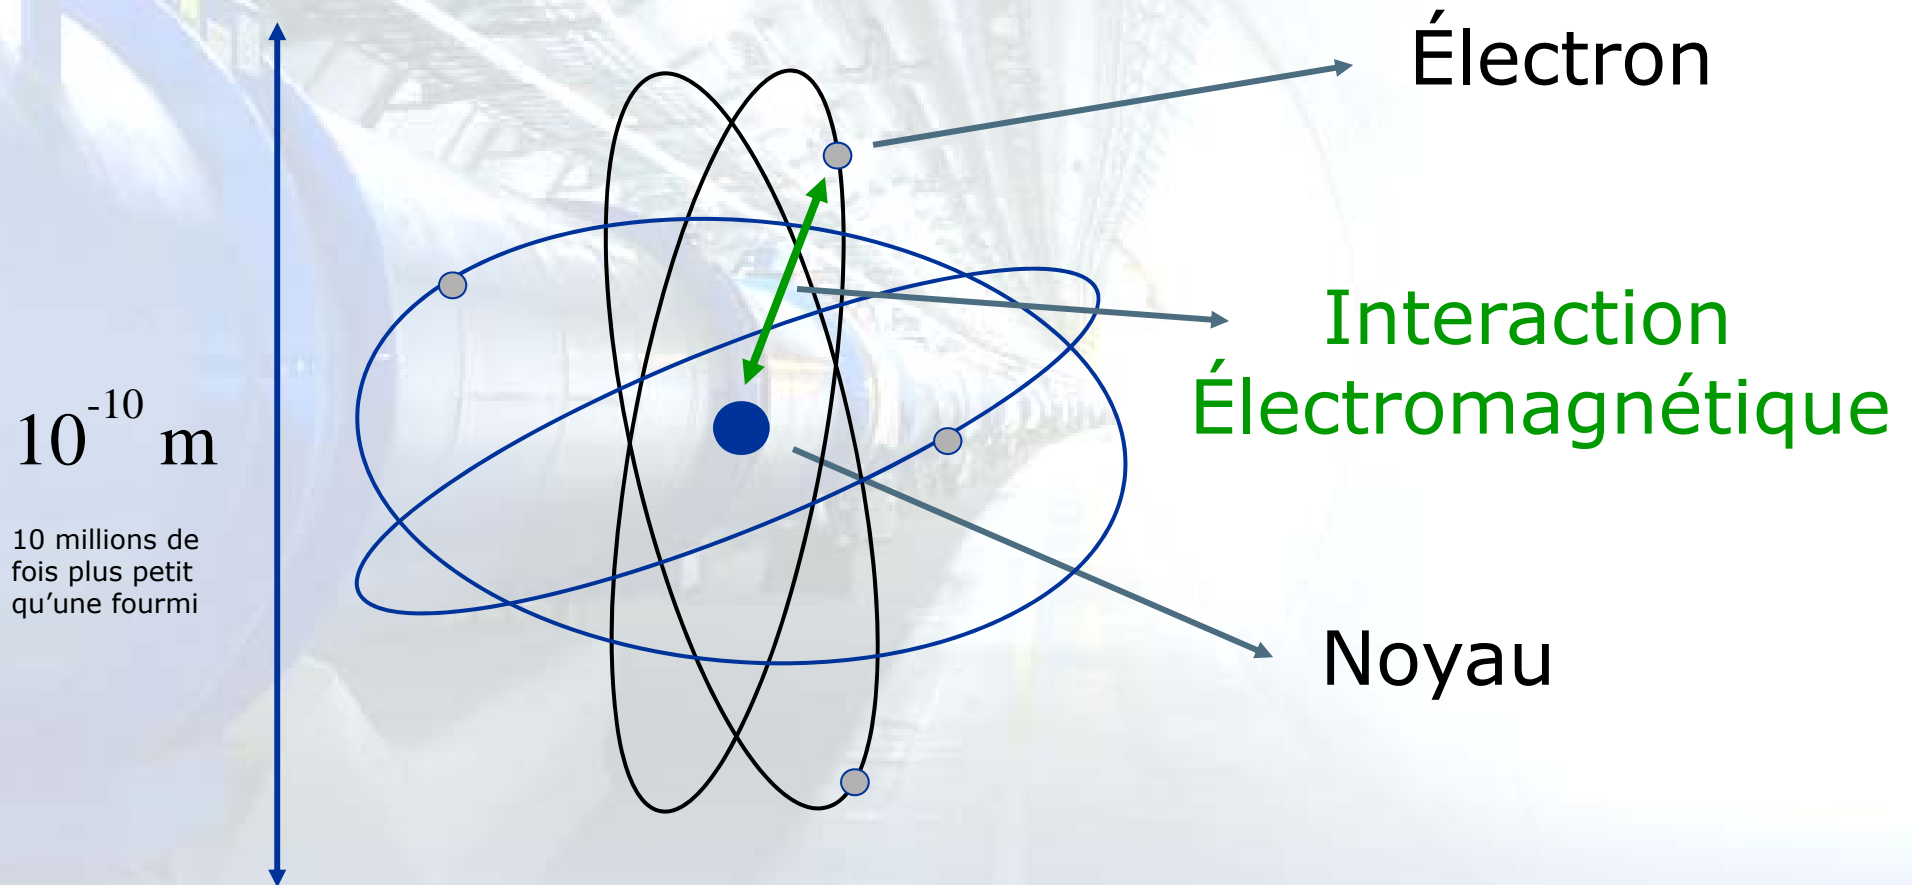 Électron
Interaction
Électromagnétique
10⁻¹⁰ m
10 millions de
fois plus petit
qu’une fourmi
Noyau